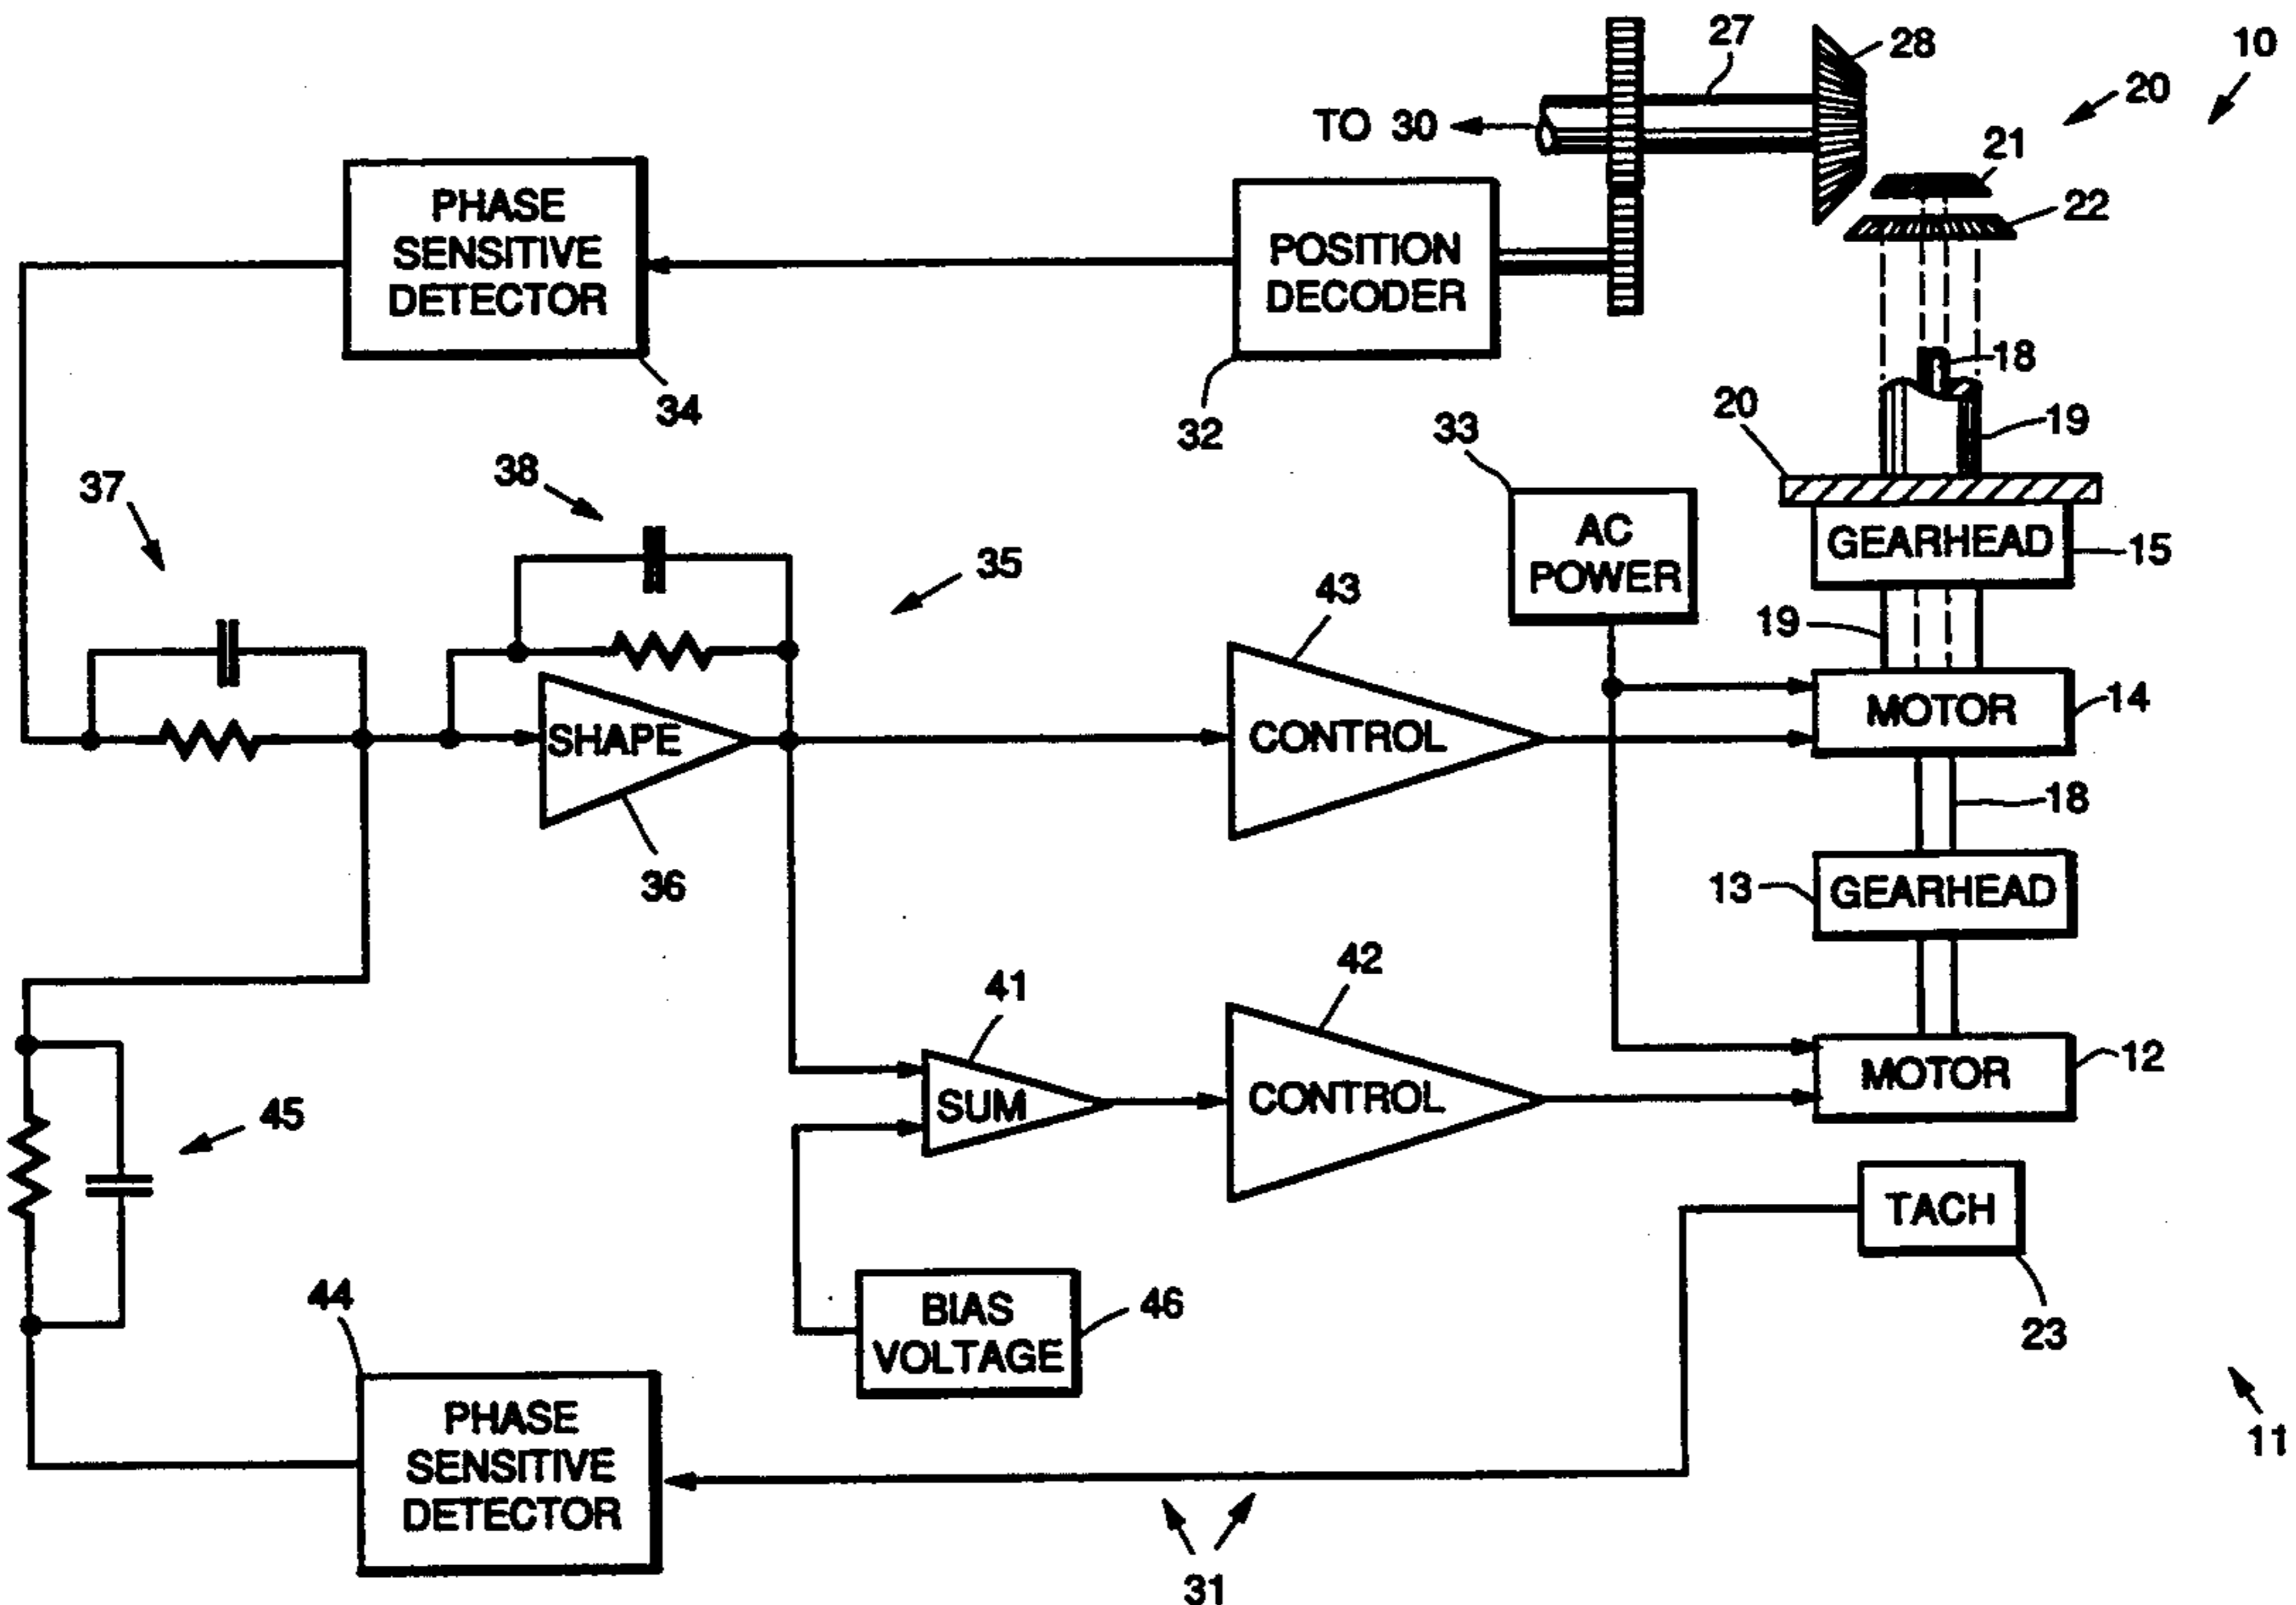 27
28
10
20
TO 30
21
22
PHASE
SENSITIVE
DETECTOR
34
POSITION
DECODER
32
18
20
19
33
37
38
35
AC
POWER
GEARHEAD
15
43
19
SHAPE
36
CONTROL
MOTOR
14
18
13
GEARHEAD
41
42
SUM
CONTROL
MOTOR
12
45
TACH
23
44
BIAS
VOLTAGE
46
PHASE
SENSITIVE
DETECTOR
11
31